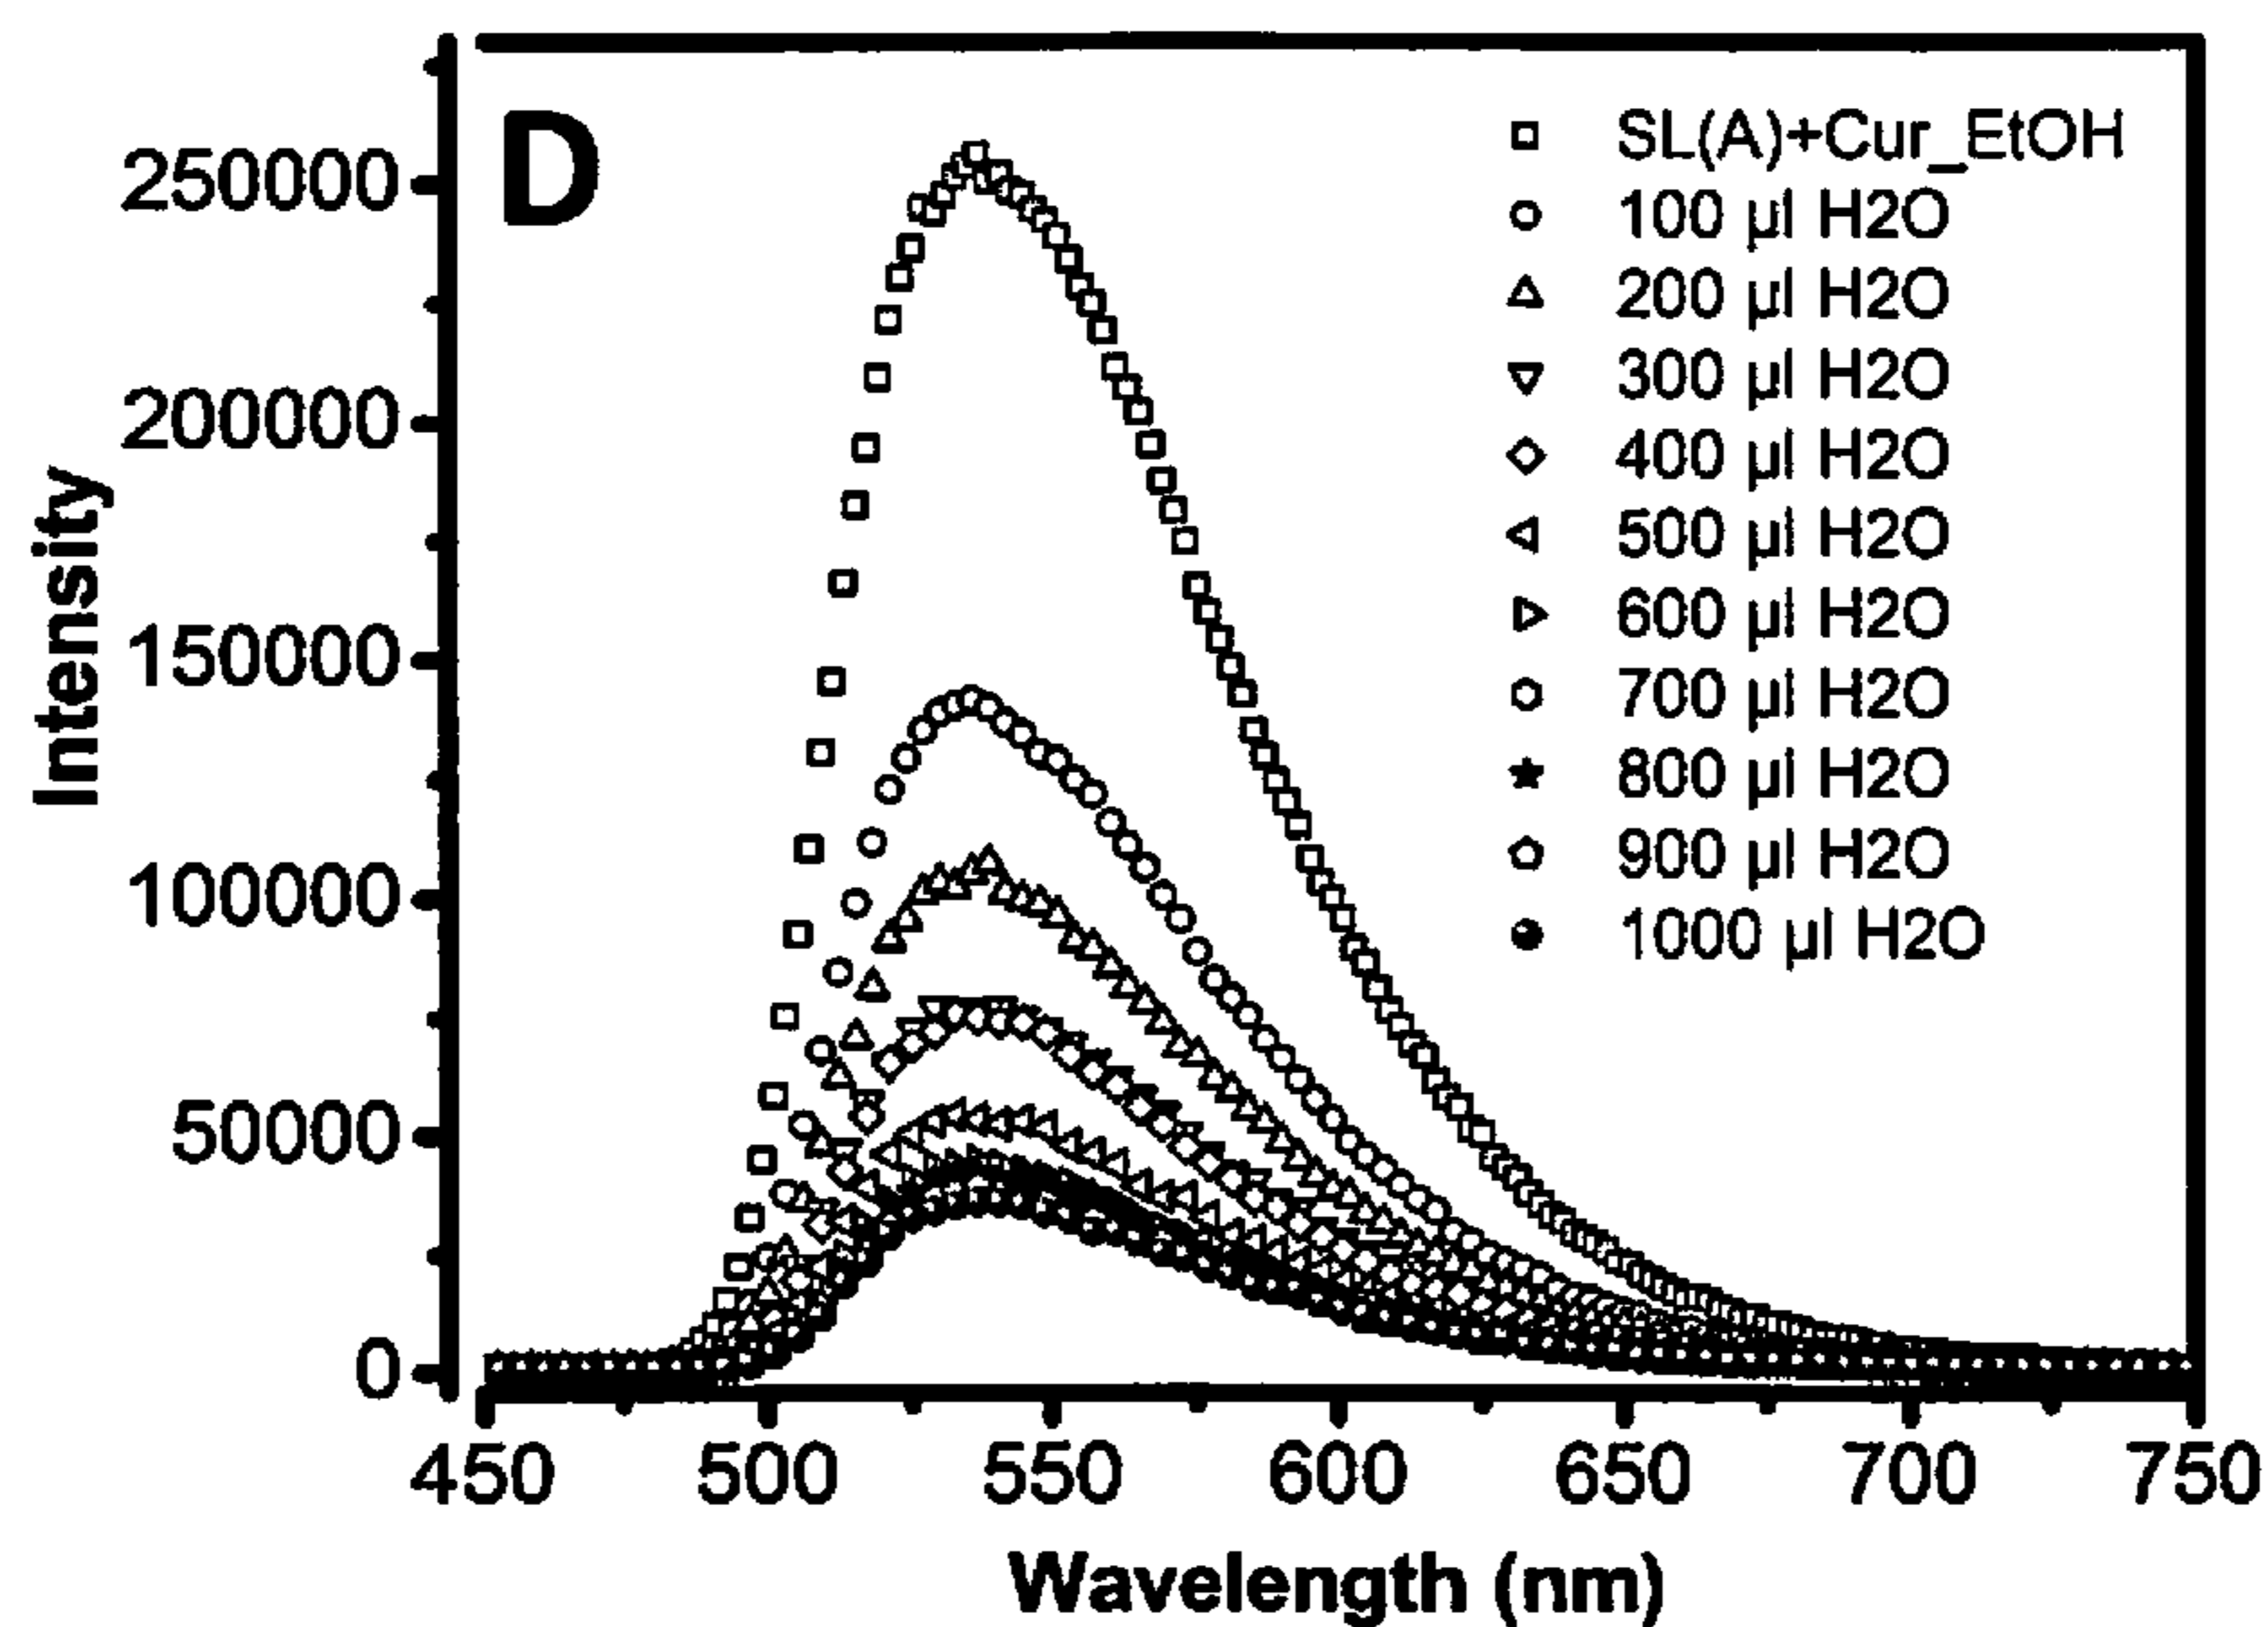 D
SL(A)+Cur_EtOH
100 µl H2O
200 µl H2O
300 µl H2O
400 µl H2O
500 µl H2O
600 µl H2O
700 µl H2O
800 µl H2O
900 µl H2O
1000 µl H2O
Intensity
250000
200000
150000
100000
50000
0
450 500 550 600 650 700 750
Wavelength (nm)